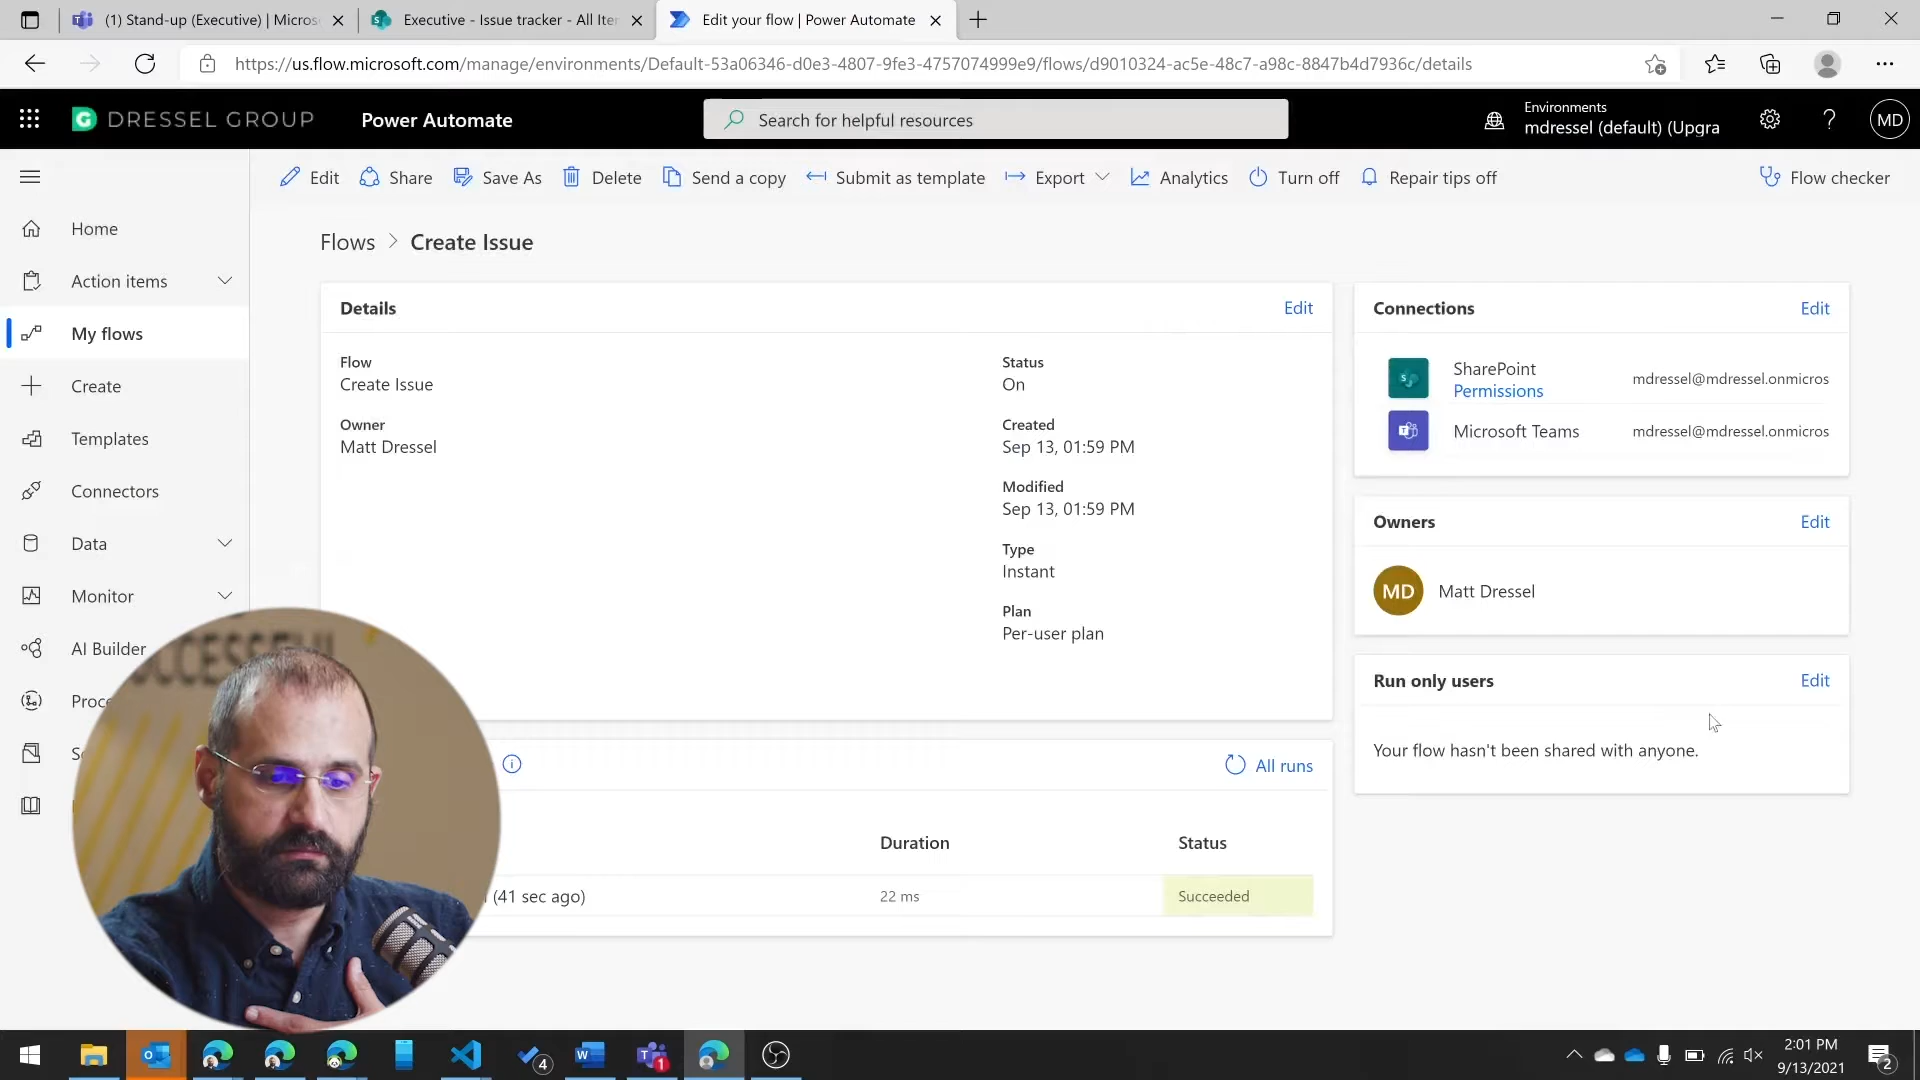 (1) Stand-up (Executive) | Micros
Executive - Issue tracker - All Ite
Edit your flow | Power Automate
https://us.flow.microsoft.com/manage/environments/Default-53a06346-d0e3-4807-9fe3-4757074999e9/flows/d9010324-ac5e-48c7-a98c-8847b4d7936c/details
DRESSEL GROUP
Power Automate
Search for helpful resources
Environments
mdressel (default) (Upgra
MD
Edit
Share
Save As
Delete
Send a copy
Submit as template
Export
Analytics
Turn off
Repair tips off
Flow checker
Home
Action items
My flows
Create
Templates
Connectors
Data
Monitor
AI Builder
Proce
Flows > Create Issue
Details
Edit
Flow
Create Issue
Owner
Matt Dressel
Status
On
Created
Sep 13, 01:59 PM
Modified
Sep 13, 01:59 PM
Type
Instant
Plan
Per-user plan
All runs
Duration
Status
(41 sec ago)
22 ms
Succeeded
Connections
Edit
SharePoint
Permissions
mdressel@mdressel.onmicros
Microsoft Teams
mdressel@mdressel.onmicros
Owners
Edit
MD
Matt Dressel
Run only users
Edit
Your flow hasn't been shared with anyone.
4
1
2:01 PM
9/13/2021
2